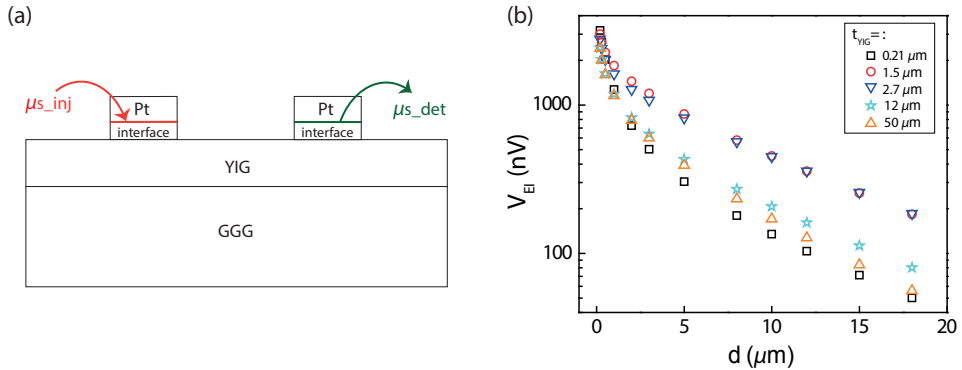 (a)
μs_inj
Pt
Pt
μs_det
interface
interface
YIG
GGG
(b)
V_EI (nV)
1000
100
0
5
10
15
20
d (μm)
t_YIG= :
0.21 μm
1.5 μm
2.7 μm
12 μm
50 μm